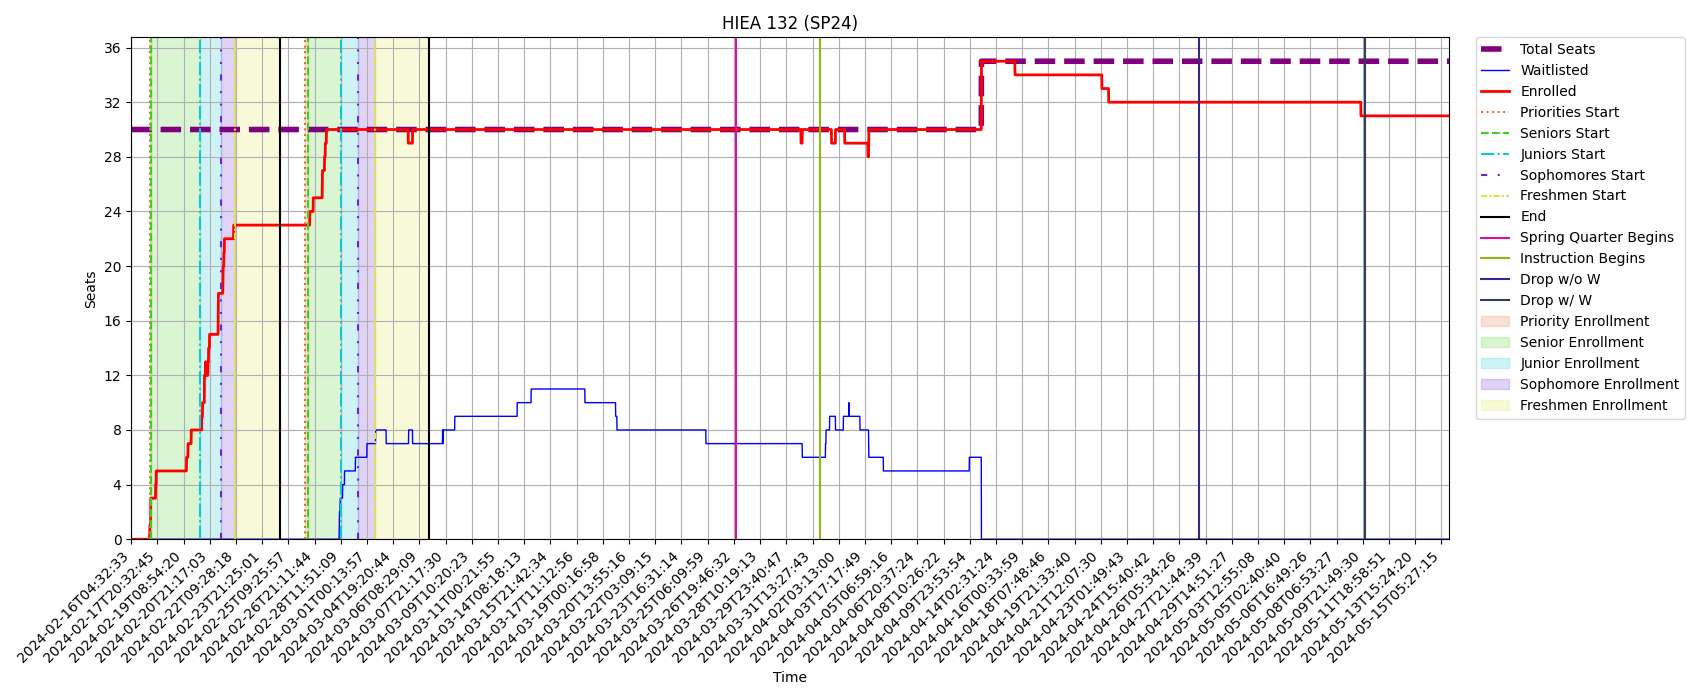 HIEA 132 (SP24)
Seats
36
32
28
24
20
16
12
8
4
0
2024-02-16T04:32:33
2024-02-17T20:32:45
2024-02-19T08:54:20
2024-02-20T21:17:03
2024-02-22T09:28:18
2024-02-23T21:25:01
2024-02-25T09:25:57
2024-02-26T21:11:44
2024-02-28T11:51:09
2024-03-01T00:13:57
2024-03-04T19:20:44
2024-03-06T08:29:09
2024-03-07T21:17:30
2024-03-09T10:20:23
2024-03-11T00:21:55
2024-03-14T08:18:13
2024-03-15T21:42:34
2024-03-17T11:12:56
2024-03-19T00:16:58
2024-03-20T13:55:16
2024-03-22T03:09:15
2024-03-23T16:31:14
2024-03-25T06:09:59
2024-03-26T19:46:32
2024-03-28T10:19:13
2024-03-29T23:40:47
2024-03-31T13:27:43
2024-04-02T03:13:00
2024-04-03T17:17:49
2024-04-05T06:59:16
2024-04-07T10:37:24
2024-04-08T10:26:22
2024-04-09T23:53:54
2024-04-14T02:31:24
2024-04-16T00:33:59
2024-04-18T07:48:46
2024-04-19T21:33:40
2024-04-21T12:07:30
2024-04-23T01:49:43
2024-04-24T15:40:42
2024-04-26T05:34:26
2024-04-27T21:44:39
2024-04-29T14:51:27
2024-05-03T12:55:08
2024-05-05T02:40:40
2024-05-06T16:49:26
2024-05-08T06:53:27
2024-05-09T21:49:30
2024-05-11T18:58:51
2024-05-13T15:24:20
2024-05-15T05:27:15
Time
Total Seats
Waitlisted
Enrolled
Priorities Start
Seniors Start
Juniors Start
Sophomores Start
Freshmen Start
End
Spring Quarter Begins
Instruction Begins
Drop w/o W
Drop w/ W
Priority Enrollment
Senior Enrollment
Junior Enrollment
Sophomore Enrollment
Freshmen Enrollment